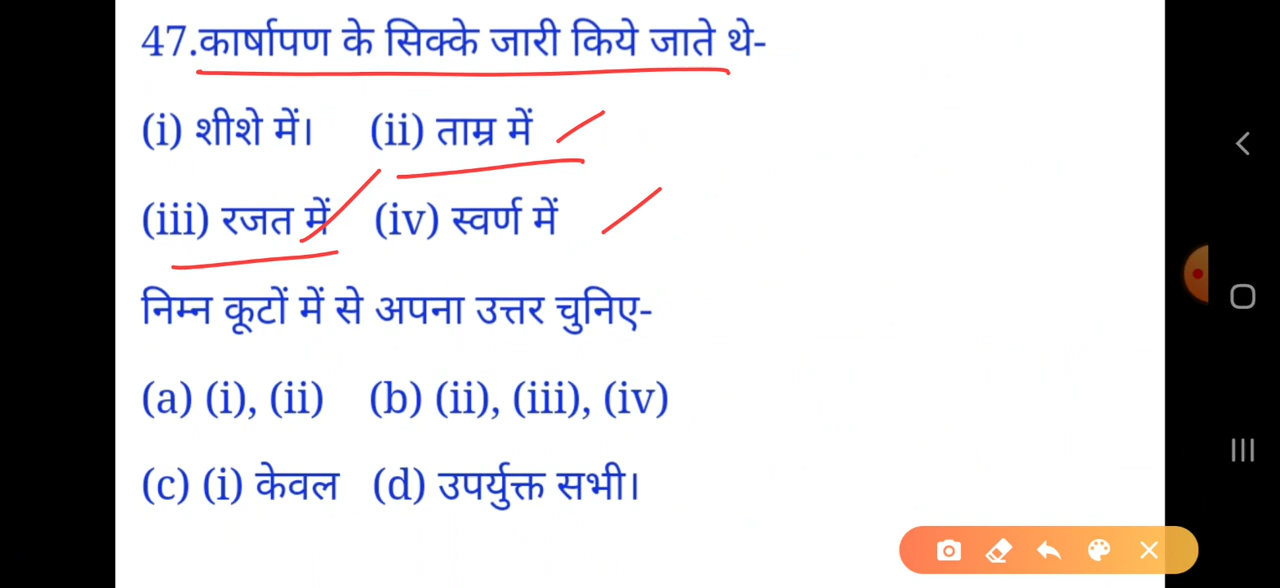 47.कार्षापण के सिक्के जारी किये जाते थे-
(i) शीशे में। (ii) ताम्र में
(iii) रजत में (iv) स्वर्ण में
निम्न कूटों में से अपना उत्तर चुनिए-
(a) (i), (ii) (b) (ii), (iii), (iv)
(c) (i) केवल (d) उपर्युक्त सभी।